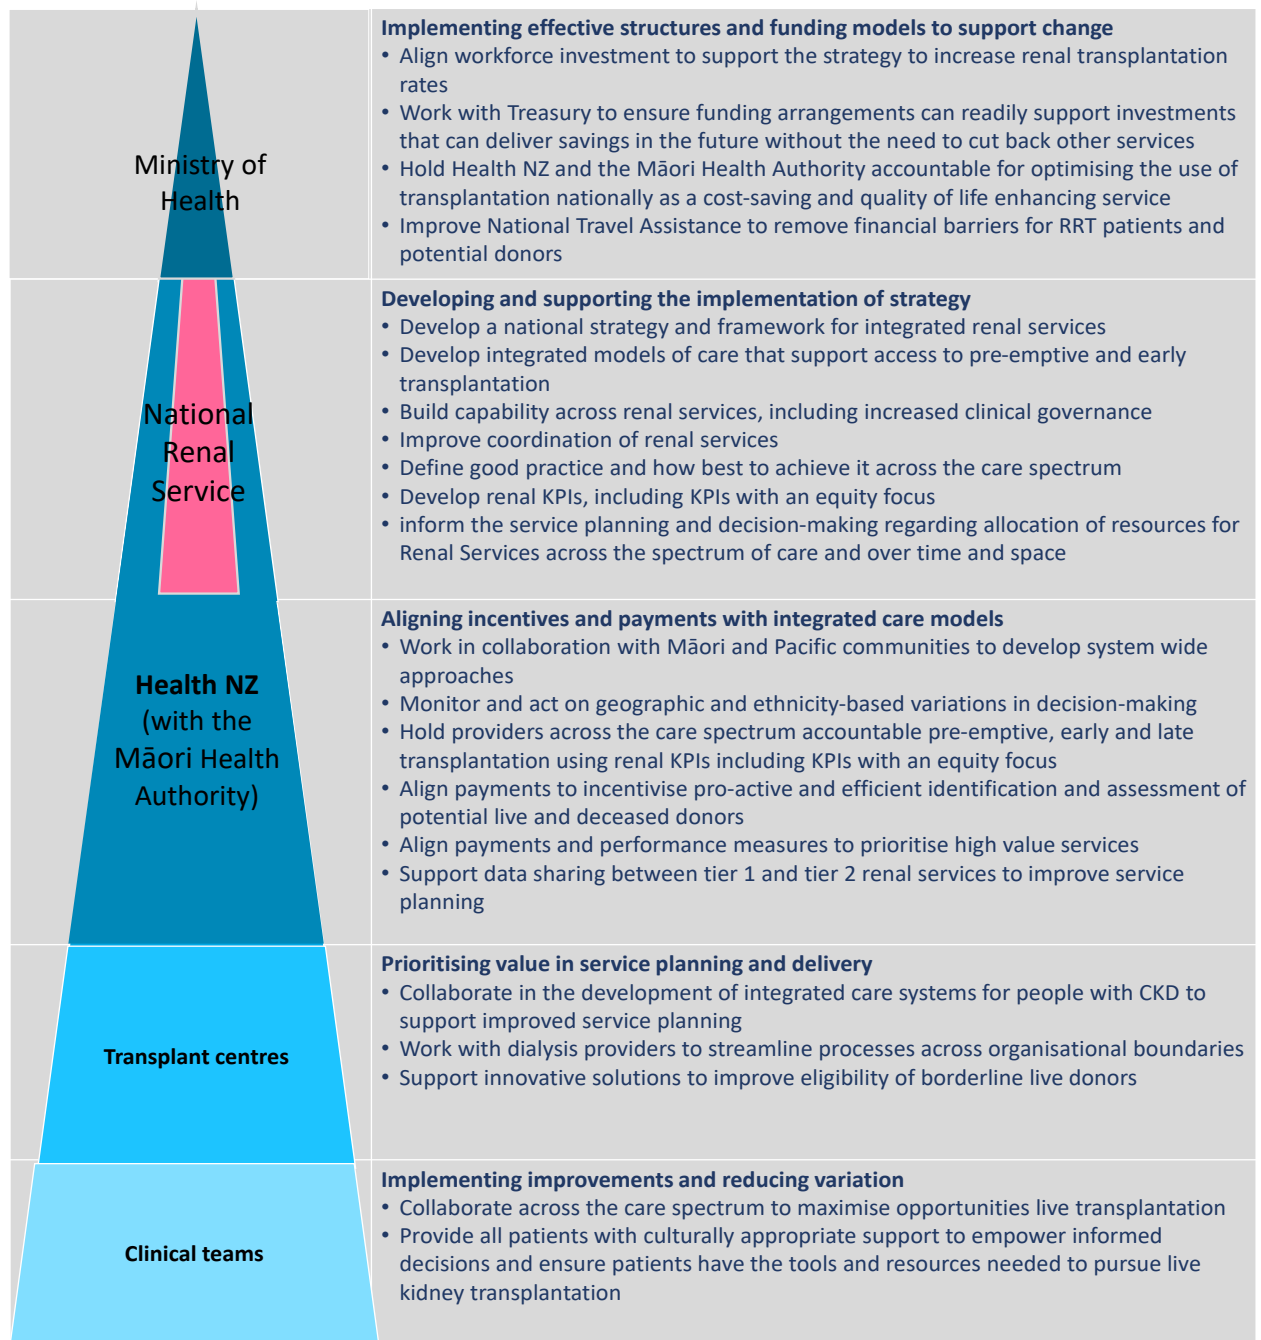 Ministry of
Health
Implementing effective structures and funding models to support change
• Align workforce investment to support the strategy to increase renal transplantation
rates
• Work with Treasury to ensure funding arrangements can readily support investments
that can deliver savings in the future without the need to cut back other services
• Hold Health NZ and the Māori Health Authority accountable for optimising the use of
transplantation nationally as a cost-saving and quality of life enhancing service
• Improve National Travel Assistance to remove financial barriers for RRT patients and
potential donors
National
Renal
Service
Developing and supporting the implementation of strategy
• Develop a national strategy and framework for integrated renal services
• Develop integrated models of care that support access to pre-emptive and early
transplantation
• Build capability across renal services, including increased clinical governance
• Improve coordination of renal services
• Define good practice and how best to achieve it across the care spectrum
• Develop renal KPIs, including KPIs with an equity focus
• inform the service planning and decision-making regarding allocation of resources for
Renal Services across the spectrum of care and over time and space
Health NZ
(with the
Māori Health
Authority)
Aligning incentives and payments with integrated care models
• Work in collaboration with Māori and Pacific communities to develop system wide
approaches
• Monitor and act on geographic and ethnicity-based variations in decision-making
• Hold providers across the care spectrum accountable pre-emptive, early and late
transplantation using renal KPIs including KPIs with an equity focus
• Align payments to incentivise pro-active and efficient identification and assessment of
potential live and deceased donors
• Align payments and performance measures to prioritise high value services
• Support data sharing between tier 1 and tier 2 renal services to improve service
planning
Transplant centres
Prioritising value in service planning and delivery
• Collaborate in the development of integrated care systems for people with CKD to
support improved service planning
• Work with dialysis providers to streamline processes across organisational boundaries
• Support innovative solutions to improve eligibility of borderline live donors
Clinical teams
Implementing improvements and reducing variation
• Collaborate across the care spectrum to maximise opportunities live transplantation
• Provide all patients with culturally appropriate support to empower informed
decisions and ensure patients have the tools and resources needed to pursue live
kidney transplantation